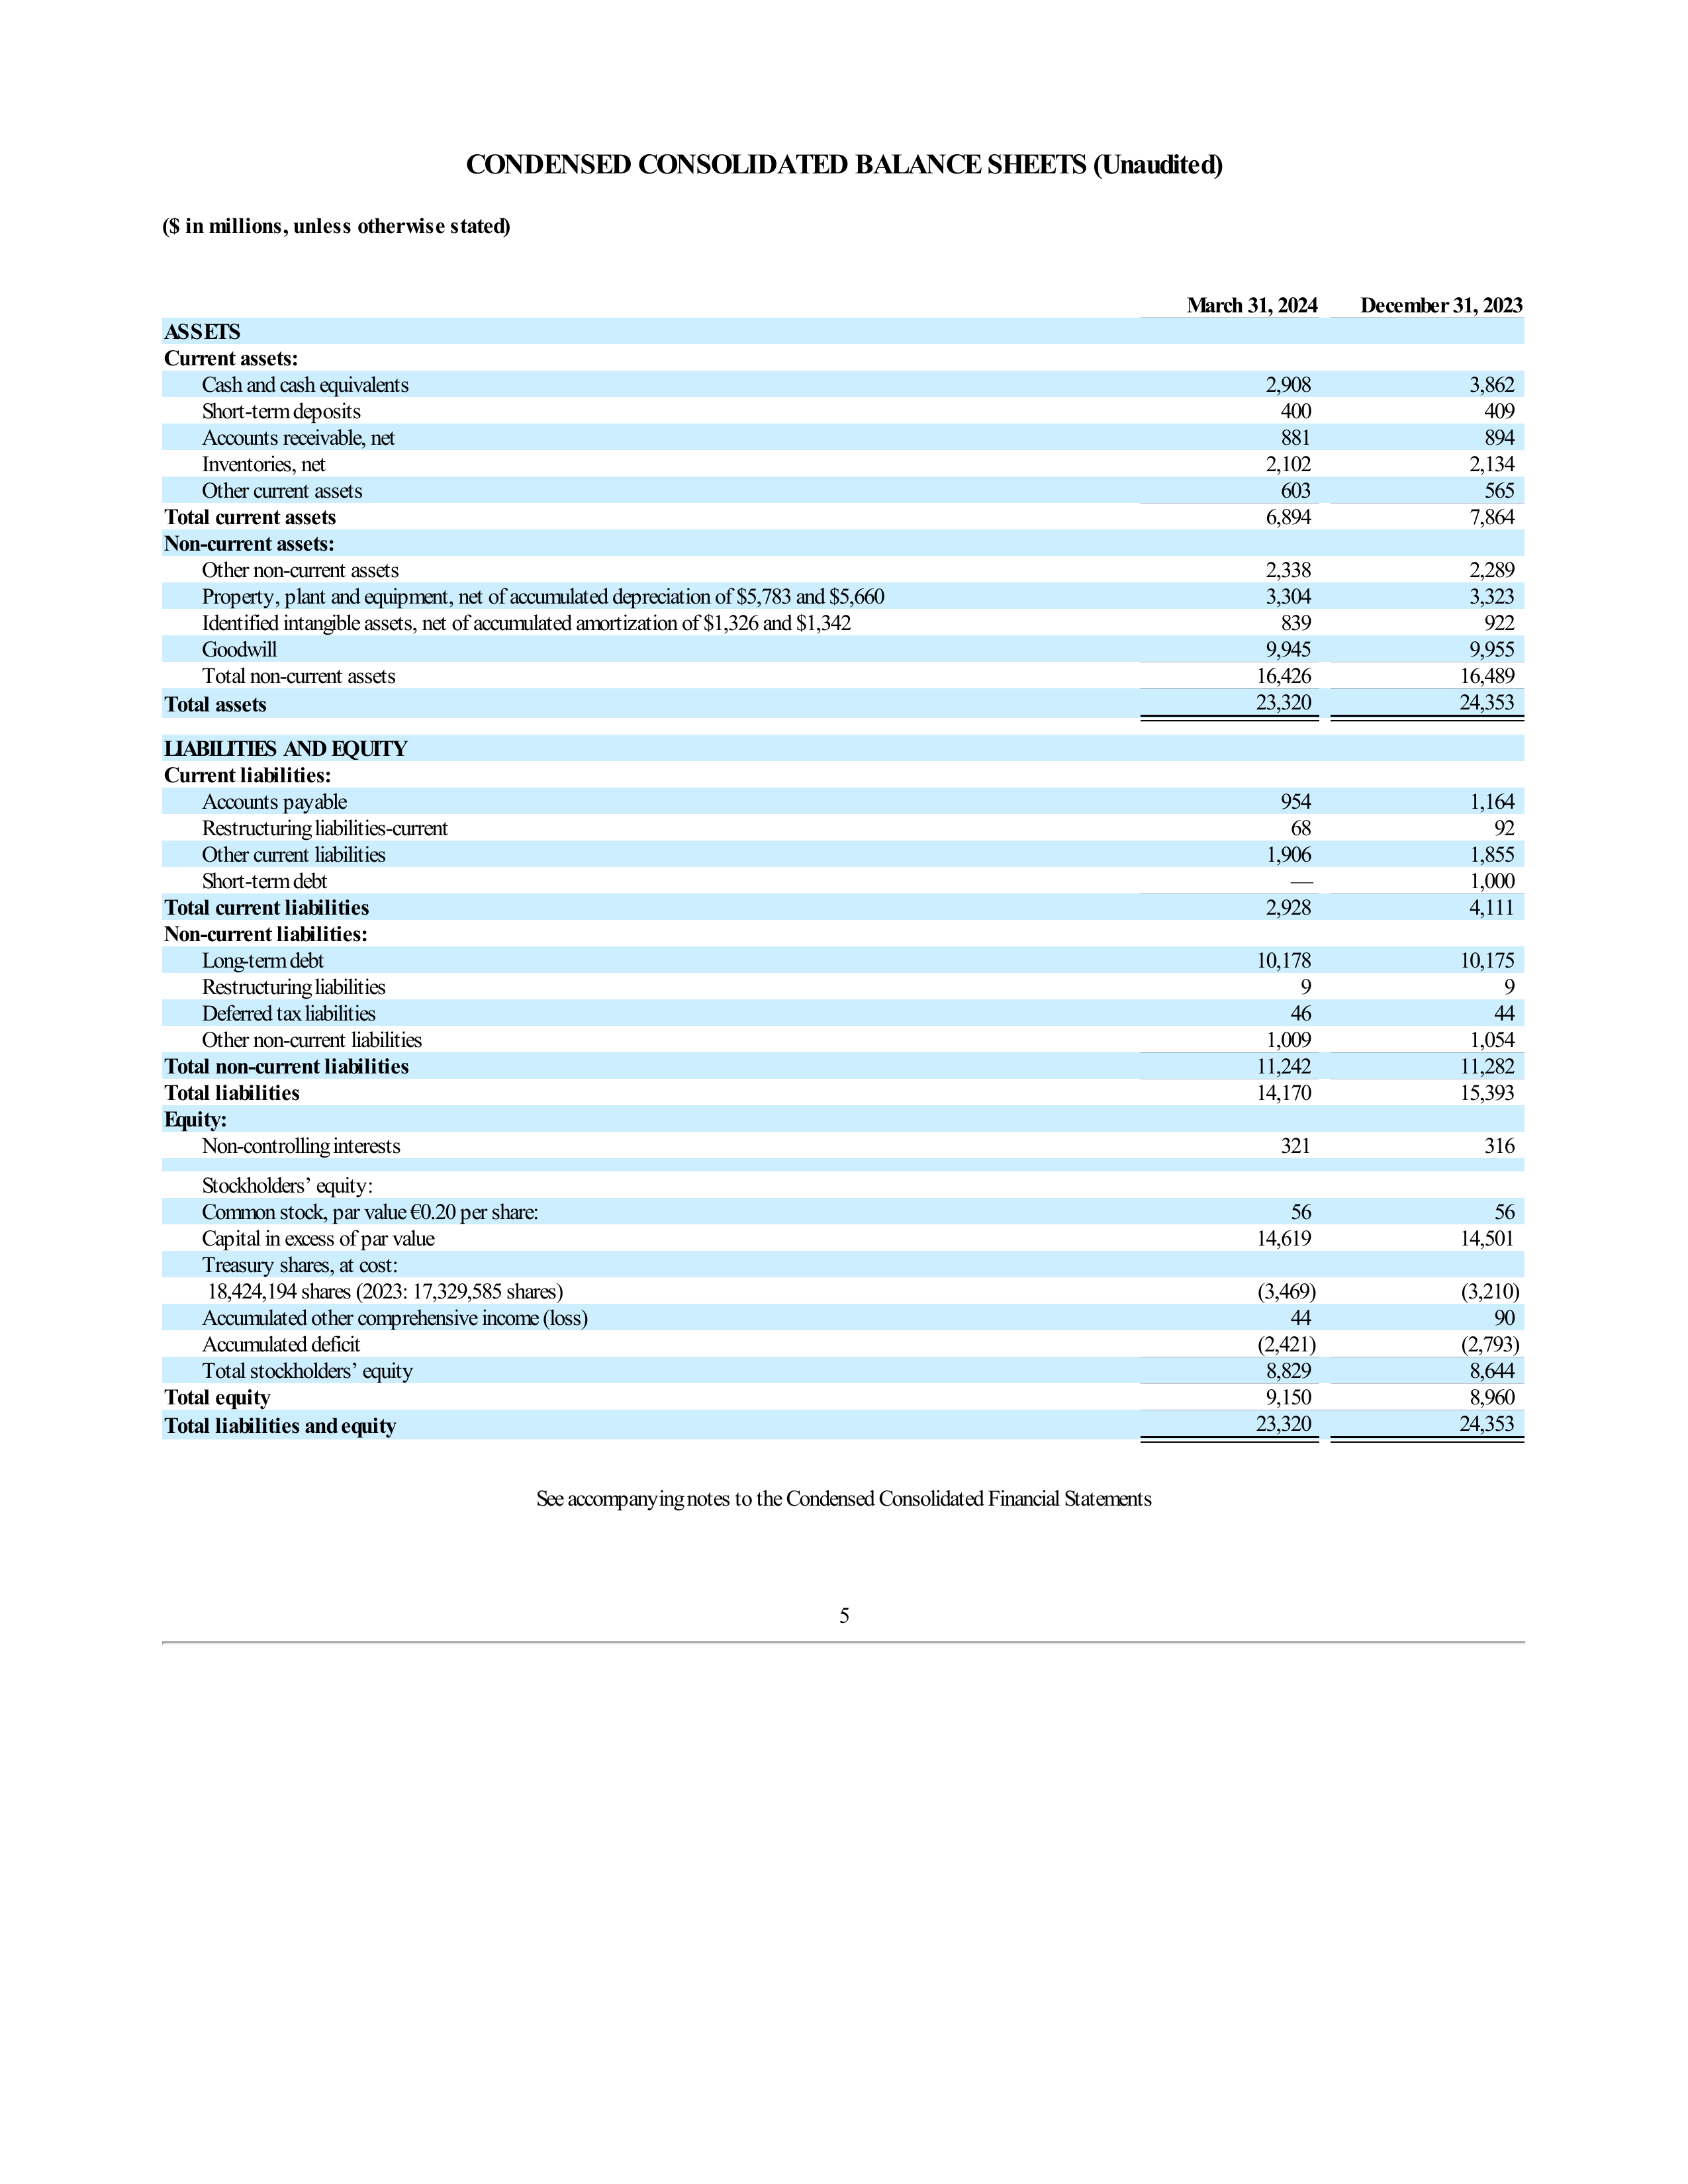 CONDENSED CONSOLIDATED BALANCE SHEETS (Unaudited)
($ in millions, unless otherwise stated)
March 31, 2024 December 31, 2023
ASSETS
Current assets:
Cash and cash equivalents 2,908 3,862
Short-term deposits 400 409
Accounts receivable, net 881 894
Inventories, net 2,102 2,134
Other current assets 603 565
Total current assets 6,894 7,864
Non-current assets:
Other non-current assets 2,338 2,289
Property, plant and equipment, net of accumulated depreciation of $5,783 and $5,660 3,304 3,323
Identified intangible assets, net of accumulated amortization of $1,326 and $1,342 839 922
Goodwill 9,945 9,955
Total non-current assets 16,426 16,489
Total assets 23,320 24,353
LIABILITIES AND EQUITY
Current liabilities:
Accounts payable 954 1,164
Restructuring liabilities-current 68 92
Other current liabilities 1,906 1,855
Short-term debt — 1,000
Total current liabilities 2,928 4,111
Non-current liabilities:
Long-term debt 10,178 10,175
Restructuring liabilities 9 9
Deferred tax liabilities 46 44
Other non-current liabilities 1,009 1,054
Total non-current liabilities 11,242 11,282
Total liabilities 14,170 15,393
Equity:
Non-controlling interests 321 316
Stockholders’ equity:
Common stock, par value €0.20 per share: 56 56
Capital in excess of par value 14,619 14,501
Treasury shares, at cost:
18,424,194 shares (2023: 17,329,585 shares) (3,469) (3,210)
Accumulated other comprehensive income (loss) 44 90
Accumulated deficit (2,421) (2,793)
Total stockholders’ equity 8,829 8,644
Total equity 9,150 8,960
Total liabilities and equity 23,320 24,353
See accompanying notes to the Condensed Consolidated Financial Statements
5